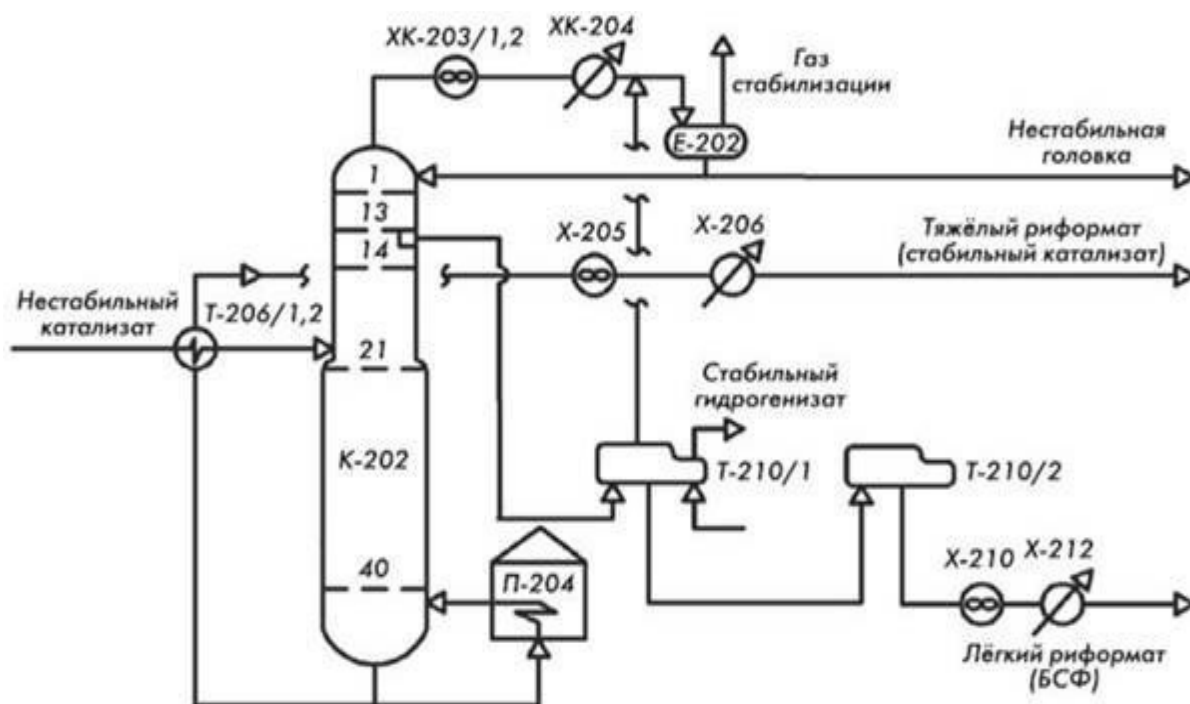 ХК-203/1,2
ХК-204
Газ
стабилизации
Е-202
Нестабильная
головка
1
13
14
Х-205
Х-206
Тяжёлый риформат
(стабильный катализат)
Нестабильный
катализат
Т-206/1,2
21
Стабильный
гидрогенизат
К-202
Т-210/1
Т-210/2
40
П-204
Х-210
Х-212
Лёгкий риформат
(БСФ)